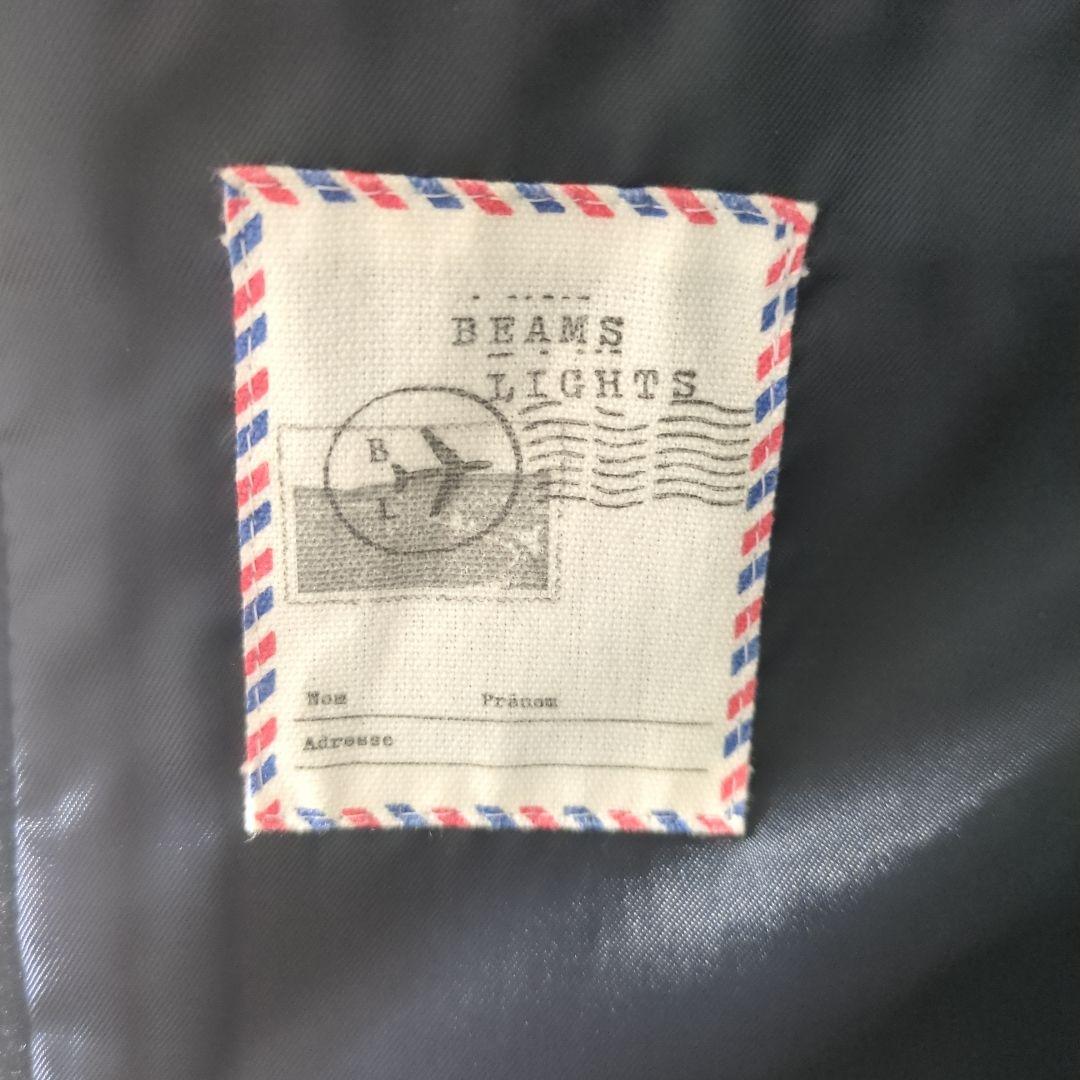 BEAMS
LIGHTS
B
L
Nom Prénom
Adresse